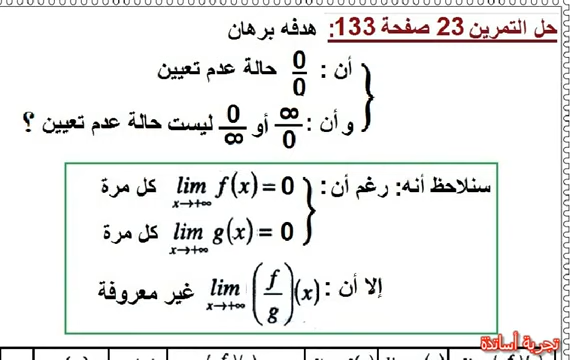 حل التمرين 23 صفحة 133: هدفه برهان
أن : 0/0 حالة عدم تعيين
و أن : ∞/0 أو 0/∞ ليست حالة عدم تعيين ؟
سنلاحظ أنه: رغم أن : lim f(x) = 0 كل مرة
x→+∞
lim g(x) = 0 كل مرة
x→+∞
إلا أن : lim (f/g)(x) غير معروفة
x→+∞
تجربة أساتذة